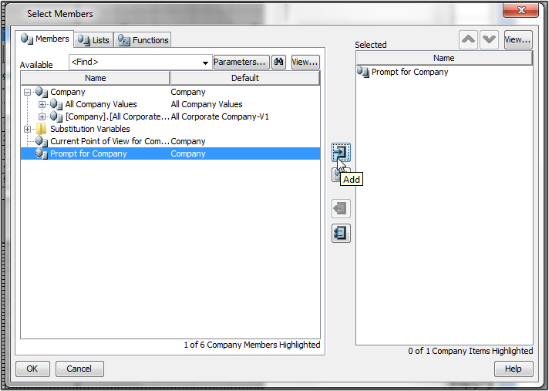 Select Members
Members
Lists
Functions
Available
<Find>
Parameters...
View...
Name Default
Company Company
All Company Values All Company Values
[Company].[All Corporate... All Corporate Company-V1
Substitution Variables
Current Point of View for Com... Company
Prompt for Company Company
1 of 6 Company Members Highlighted
Add
Selected
View...
Name
Prompt for Company
0 of 1 Company Items Highlighted
OK
Cancel
Help